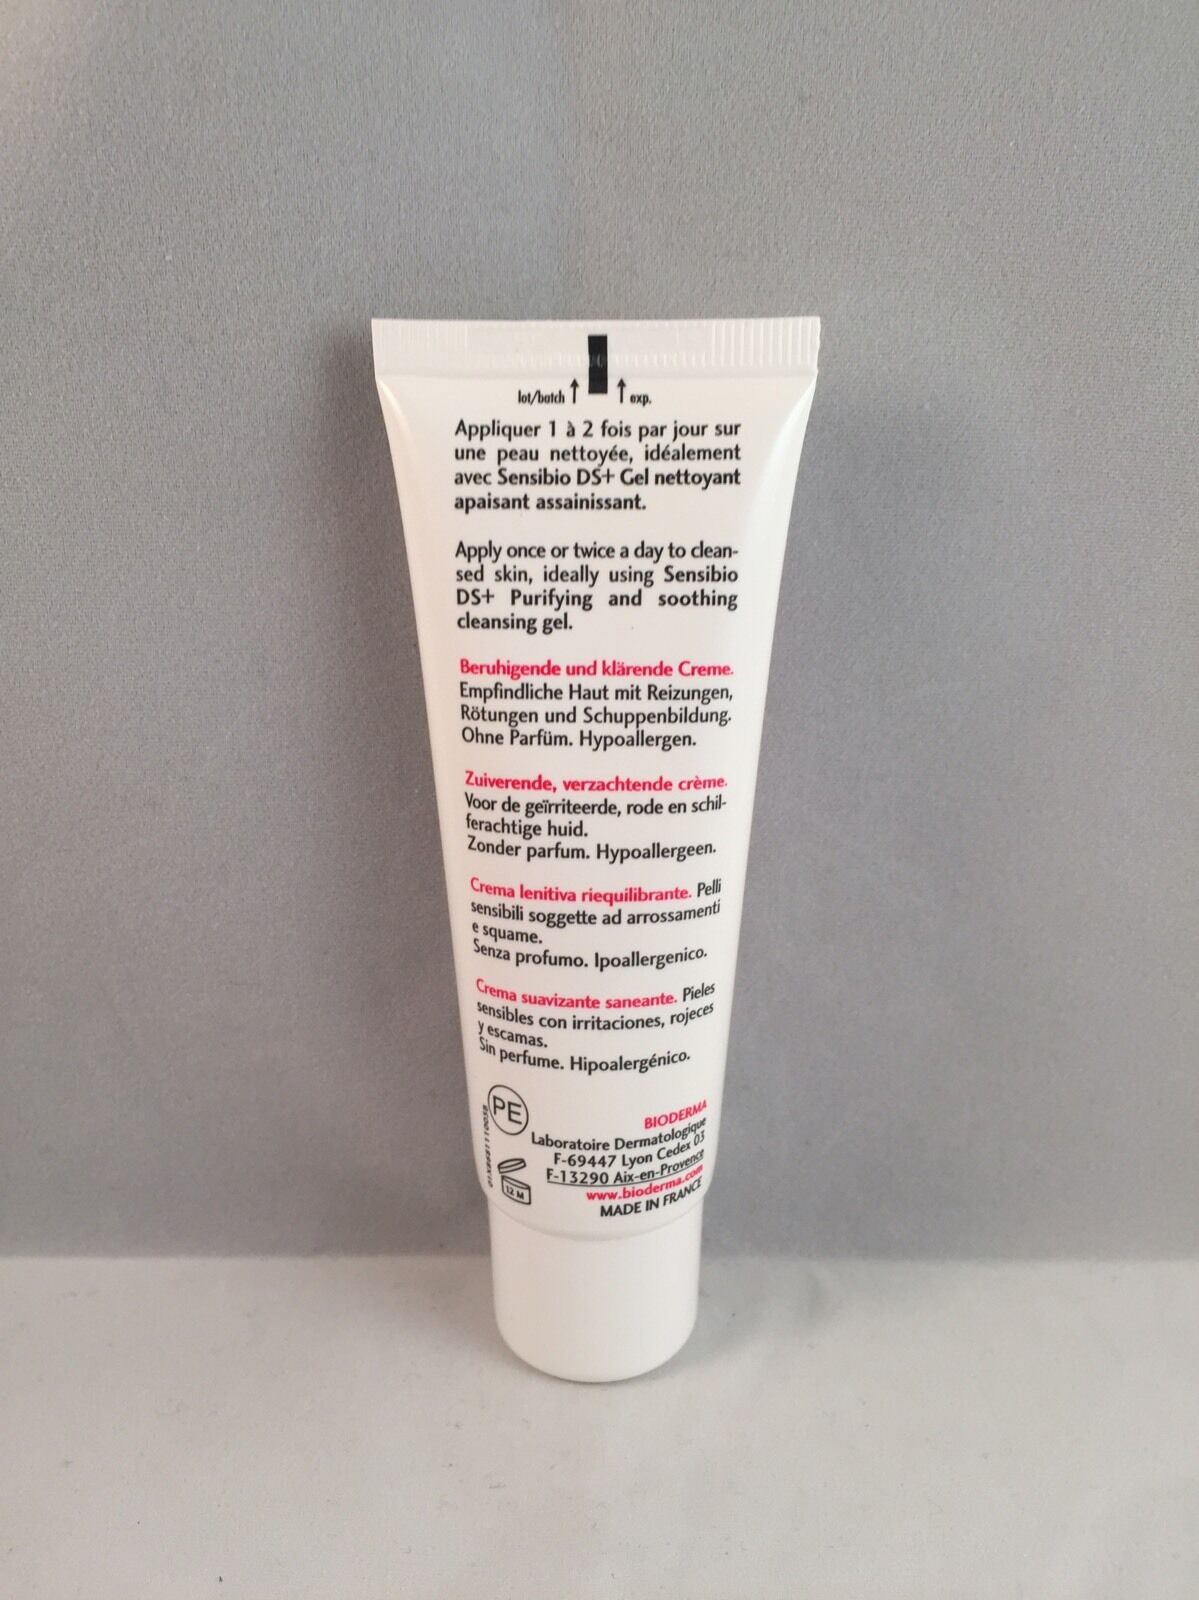 lot/batch ↑ ↑ exp.
Appliquer 1 à 2 fois par jour sur
une peau nettoyée, idéalement
avec Sensibio DS+ Gel nettoyant
apaisant assainissant.
Apply once or twice a day to clean-
sed skin, ideally using Sensibio
DS+ Purifying and soothing
cleansing gel.
Beruhigende und klärende Creme.
Empfindliche Haut mit Reizungen,
Rötungen und Schuppenbildung.
Ohne Parfüm. Hypoallergen.
Zuiverende, verzachtende crème.
Voor de geïrriteerde, rode en schil-
ferachtige huid.
Zonder parfum. Hypoallergeen.
Crema lenitiva riequilibrante. Pelli
sensibili soggette ad arrossamenti
e squame.
Senza profumo. Ipoallergenico.
Crema suavizante saneante. Pieles
sensibles con irritaciones, rojeces
y escamas.
Sin perfume. Hipoalergénico.
PE
12 M
BIODERMA
Laboratoire Dermatologique
F-69447 Lyon Cedex 03
F-13290 Aix-en-Provence
www.bioderma.com
MADE IN FRANCE